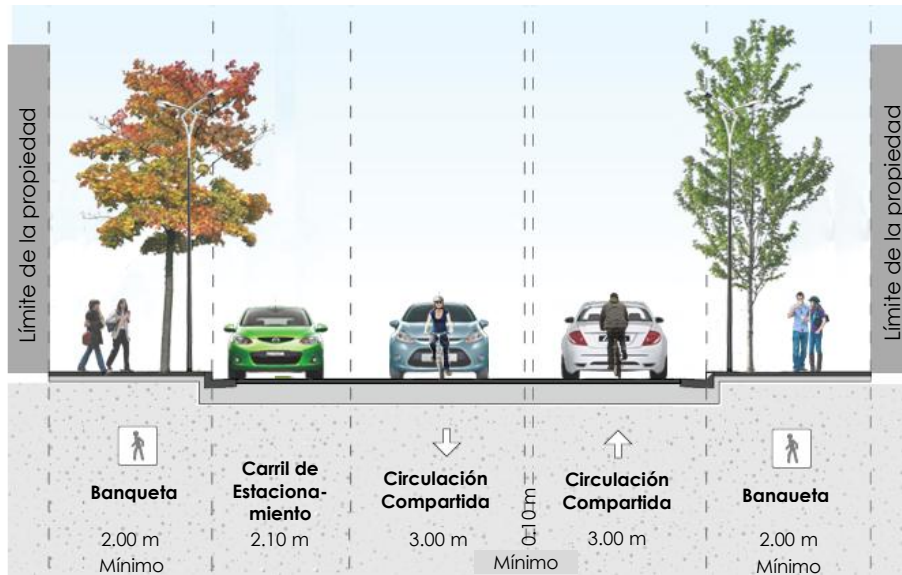 Límite de la propiedad
Límite de la propiedad
Banqueta
2.00 m
Mínimo
Carril de
Estaciona-
miento
2.10 m
Circulación
Compartida
3.00 m
0.10 m
Mínimo
Circulación
Compartida
3.00 m
Banaueta
2.00 m
Mínimo